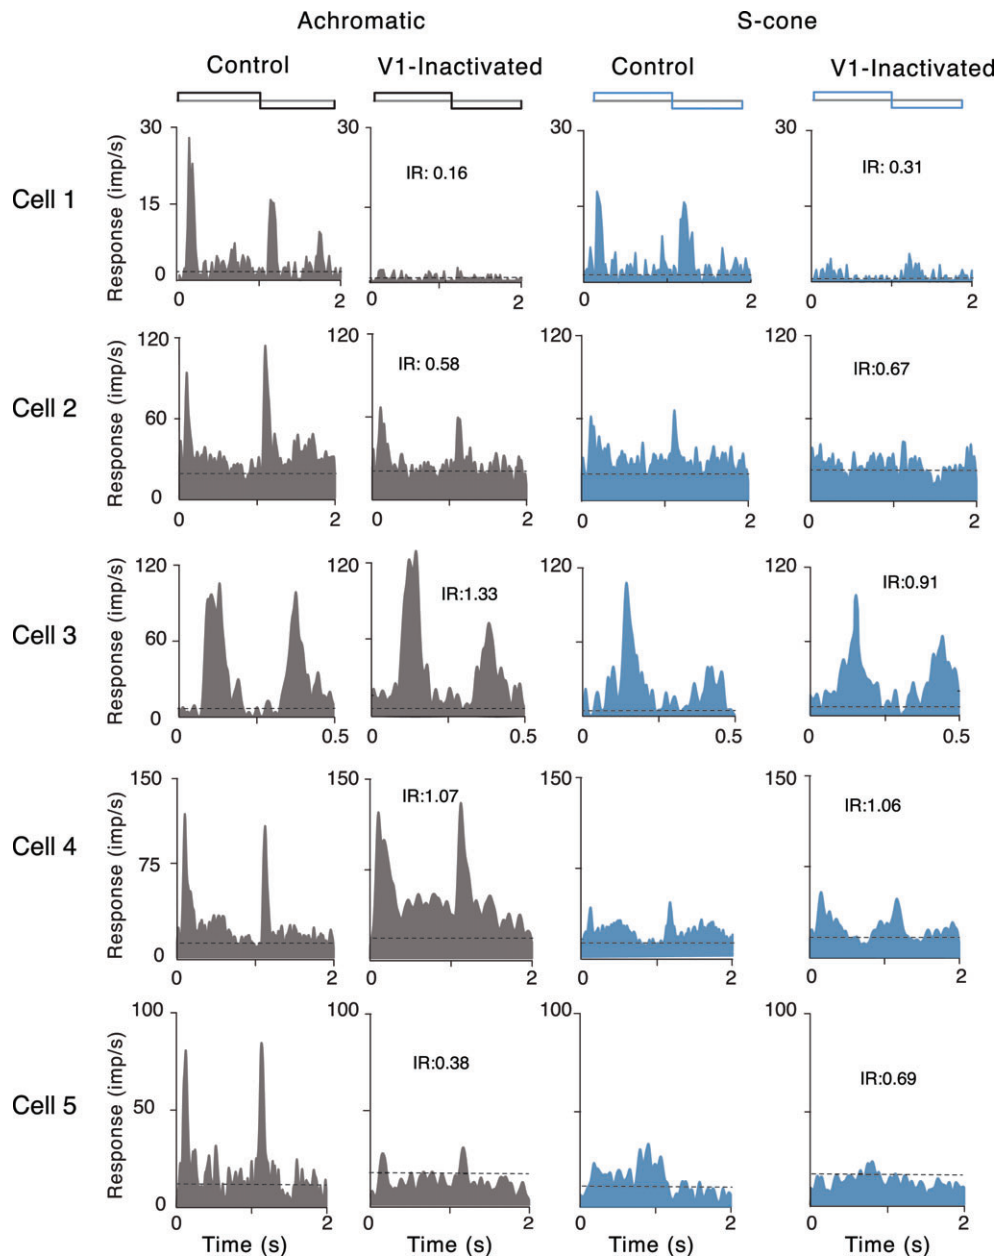 Achromatic S-cone
Control V1-Inactivated Control V1-Inactivated
Cell 1
Response (imp/s)
30 15 0
0 2
30
IR: 0.16
0 2
30
0 2
30
IR: 0.31
0 2
Cell 2
Response (imp/s)
120 60 0
0 2
120
IR: 0.58
0 2
120
0 2
120
IR:0.67
0 2
Cell 3
Response (imp/s)
120 60 0
0 0.5
120
IR:1.33
0 0.5
120
0 0.5
120
IR:0.91
0 0.5
Cell 4
Response (imp/s)
150 75 0
0 2
150
IR:1.07
0 2
150
0 2
150
IR:1.06
0 2
Cell 5
Response (imp/s)
100 50 0
0 2
100
IR:0.38
0 2
100
0 2
100
IR:0.69
0 2
Time (s) Time (s) Time (s) Time (s)